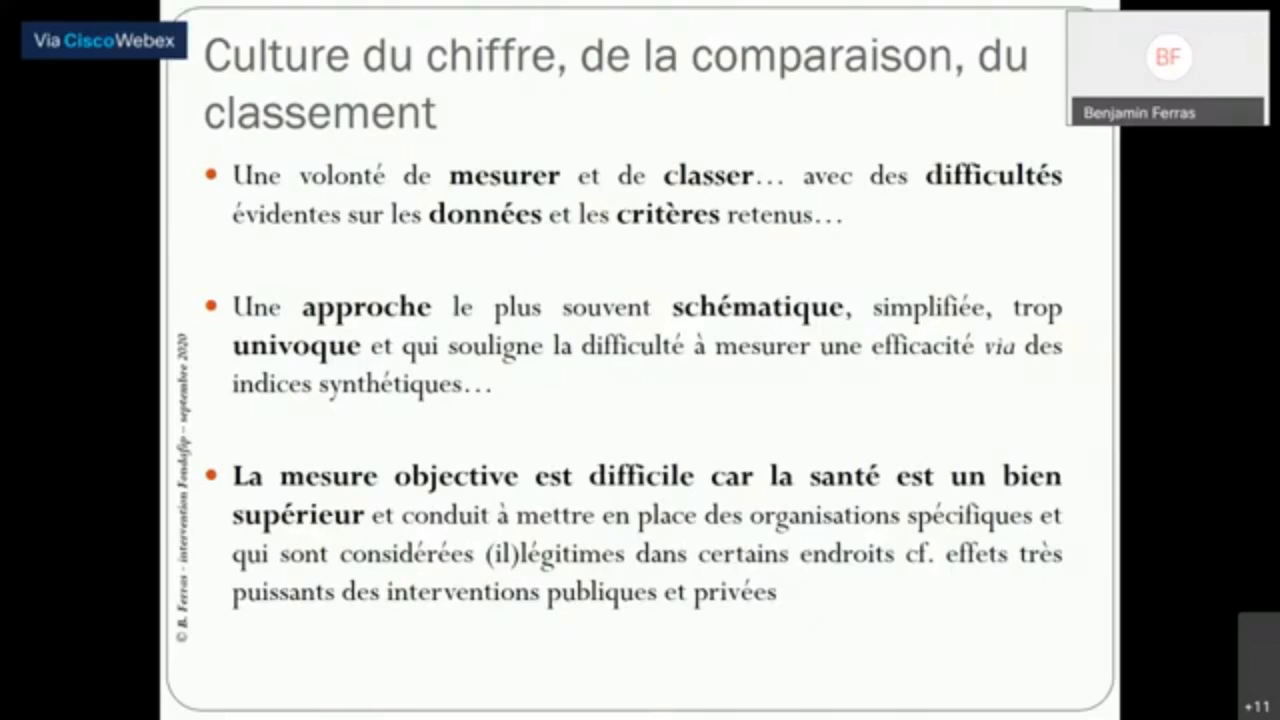 Via CiscoWebex
Culture du chiffre, de la comparaison, du
classement
BF
Benjamin Ferras
Une volonté de mesurer et de classer… avec des difficultés
évidentes sur les données et les critères retenus…
Une approche le plus souvent schématique, simplifiée, trop
univoque et qui souligne la difficulté à mesurer une efficacité via des
indices synthétiques…
La mesure objective est difficile car la santé est un bien
supérieur et conduit à mettre en place des organisations spécifiques et
qui sont considérées (il)légitimes dans certains endroits cf. effets très
puissants des interventions publiques et privées
© B. Ferras - intervention Fondafip – septembre 2020
+11